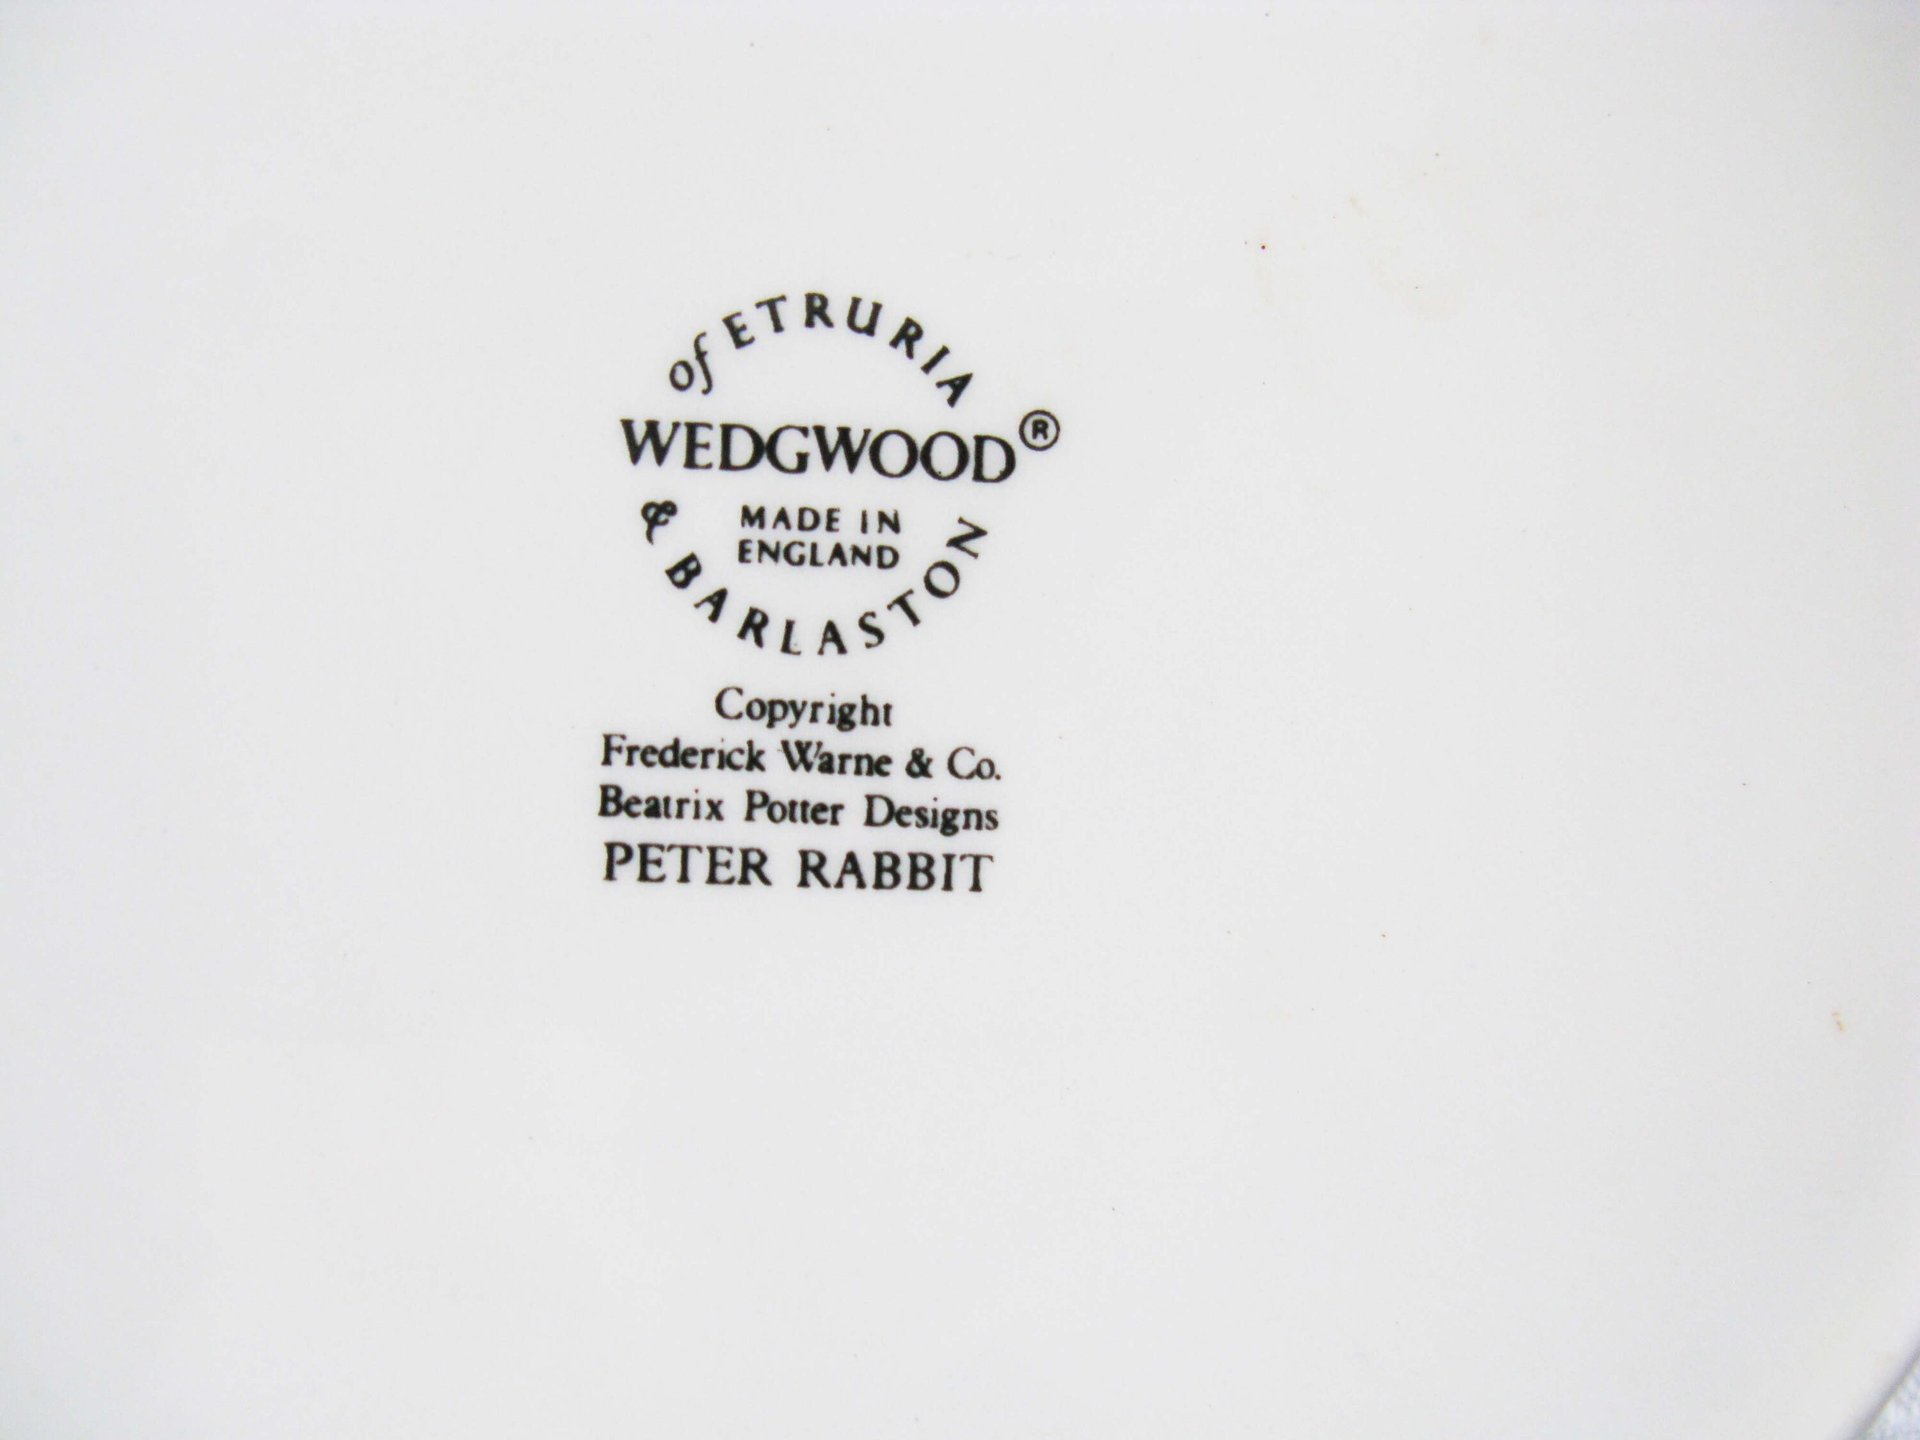 of ETRURIA
WEDGWOOD®
MADE IN
ENGLAND
& BARLASTON
Copyright
Frederick Warne & Co.
Beatrix Potter Designs
PETER RABBIT